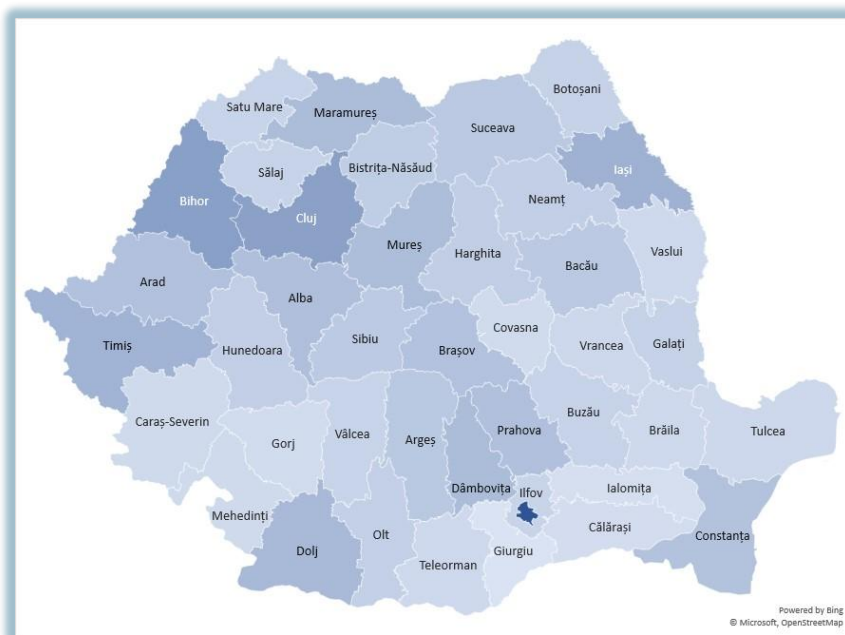 Botoșani
Satu Mare
Maramureș
Suceava
Iași
Bistrița-Năsăud
Sălaj
Neamț
Bihor
Cluj
Mureș
Harghita
Vaslui
Bacău
Arad
Alba
Covasna
Sibiu
Timiș
Hunedoara
Brașov
Vrancea
Galați
Buzău
Caraș-Severin
Vâlcea
Prahova
Brăila
Tulcea
Gorj
Argeș
Dâmbovița
Ilfov
Ialomița
Mehedinți
Călărași
Constanța
Olt
Dolj
Giurgiu
Teleorman
Powered by Bing
© Microsoft, OpenStreetMap